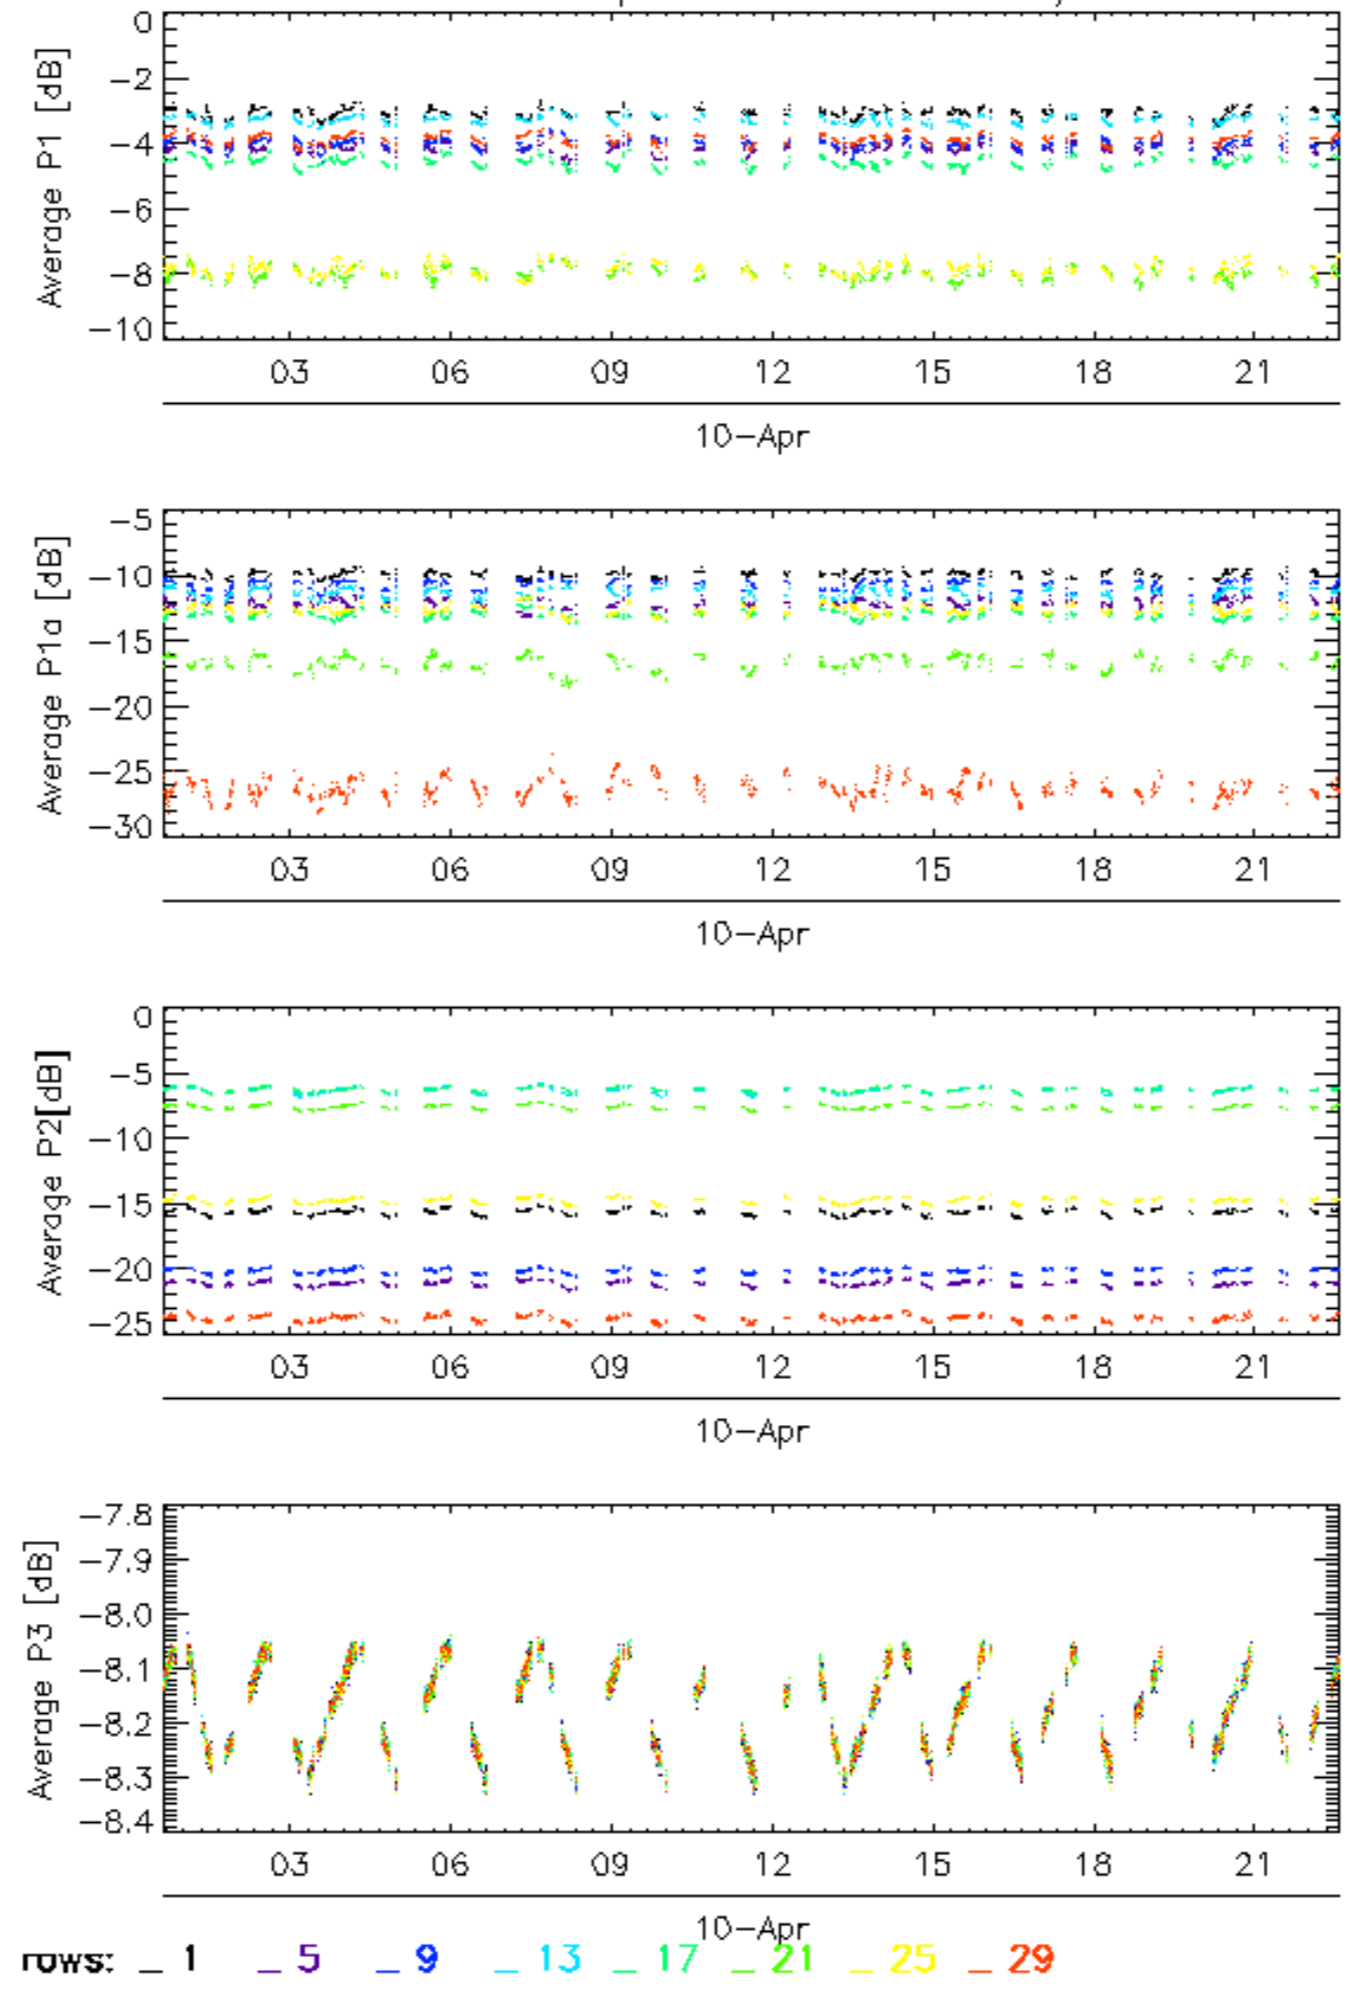 0
Average P1 [dB]
−2
−4
−6
−8
−10
03 06 09 12 15 18 21
10−Apr
−5
Average P1a [dB]
−10
−15
−20
−25
−30
03 06 09 12 15 18 21
10−Apr
0
Average P2[dB]
−5
−10
−15
−20
−25
03 06 09 12 15 18 21
10−Apr
−7.8
Average P3 [dB]
−7.9
−8.0
−8.1
−8.2
−8.3
−8.4
03 06 09 12 15 18 21
10−Apr
rows: _ 1 _ 5 _ 9 _ 13 _ 17 _ 21 _ 25 _ 29